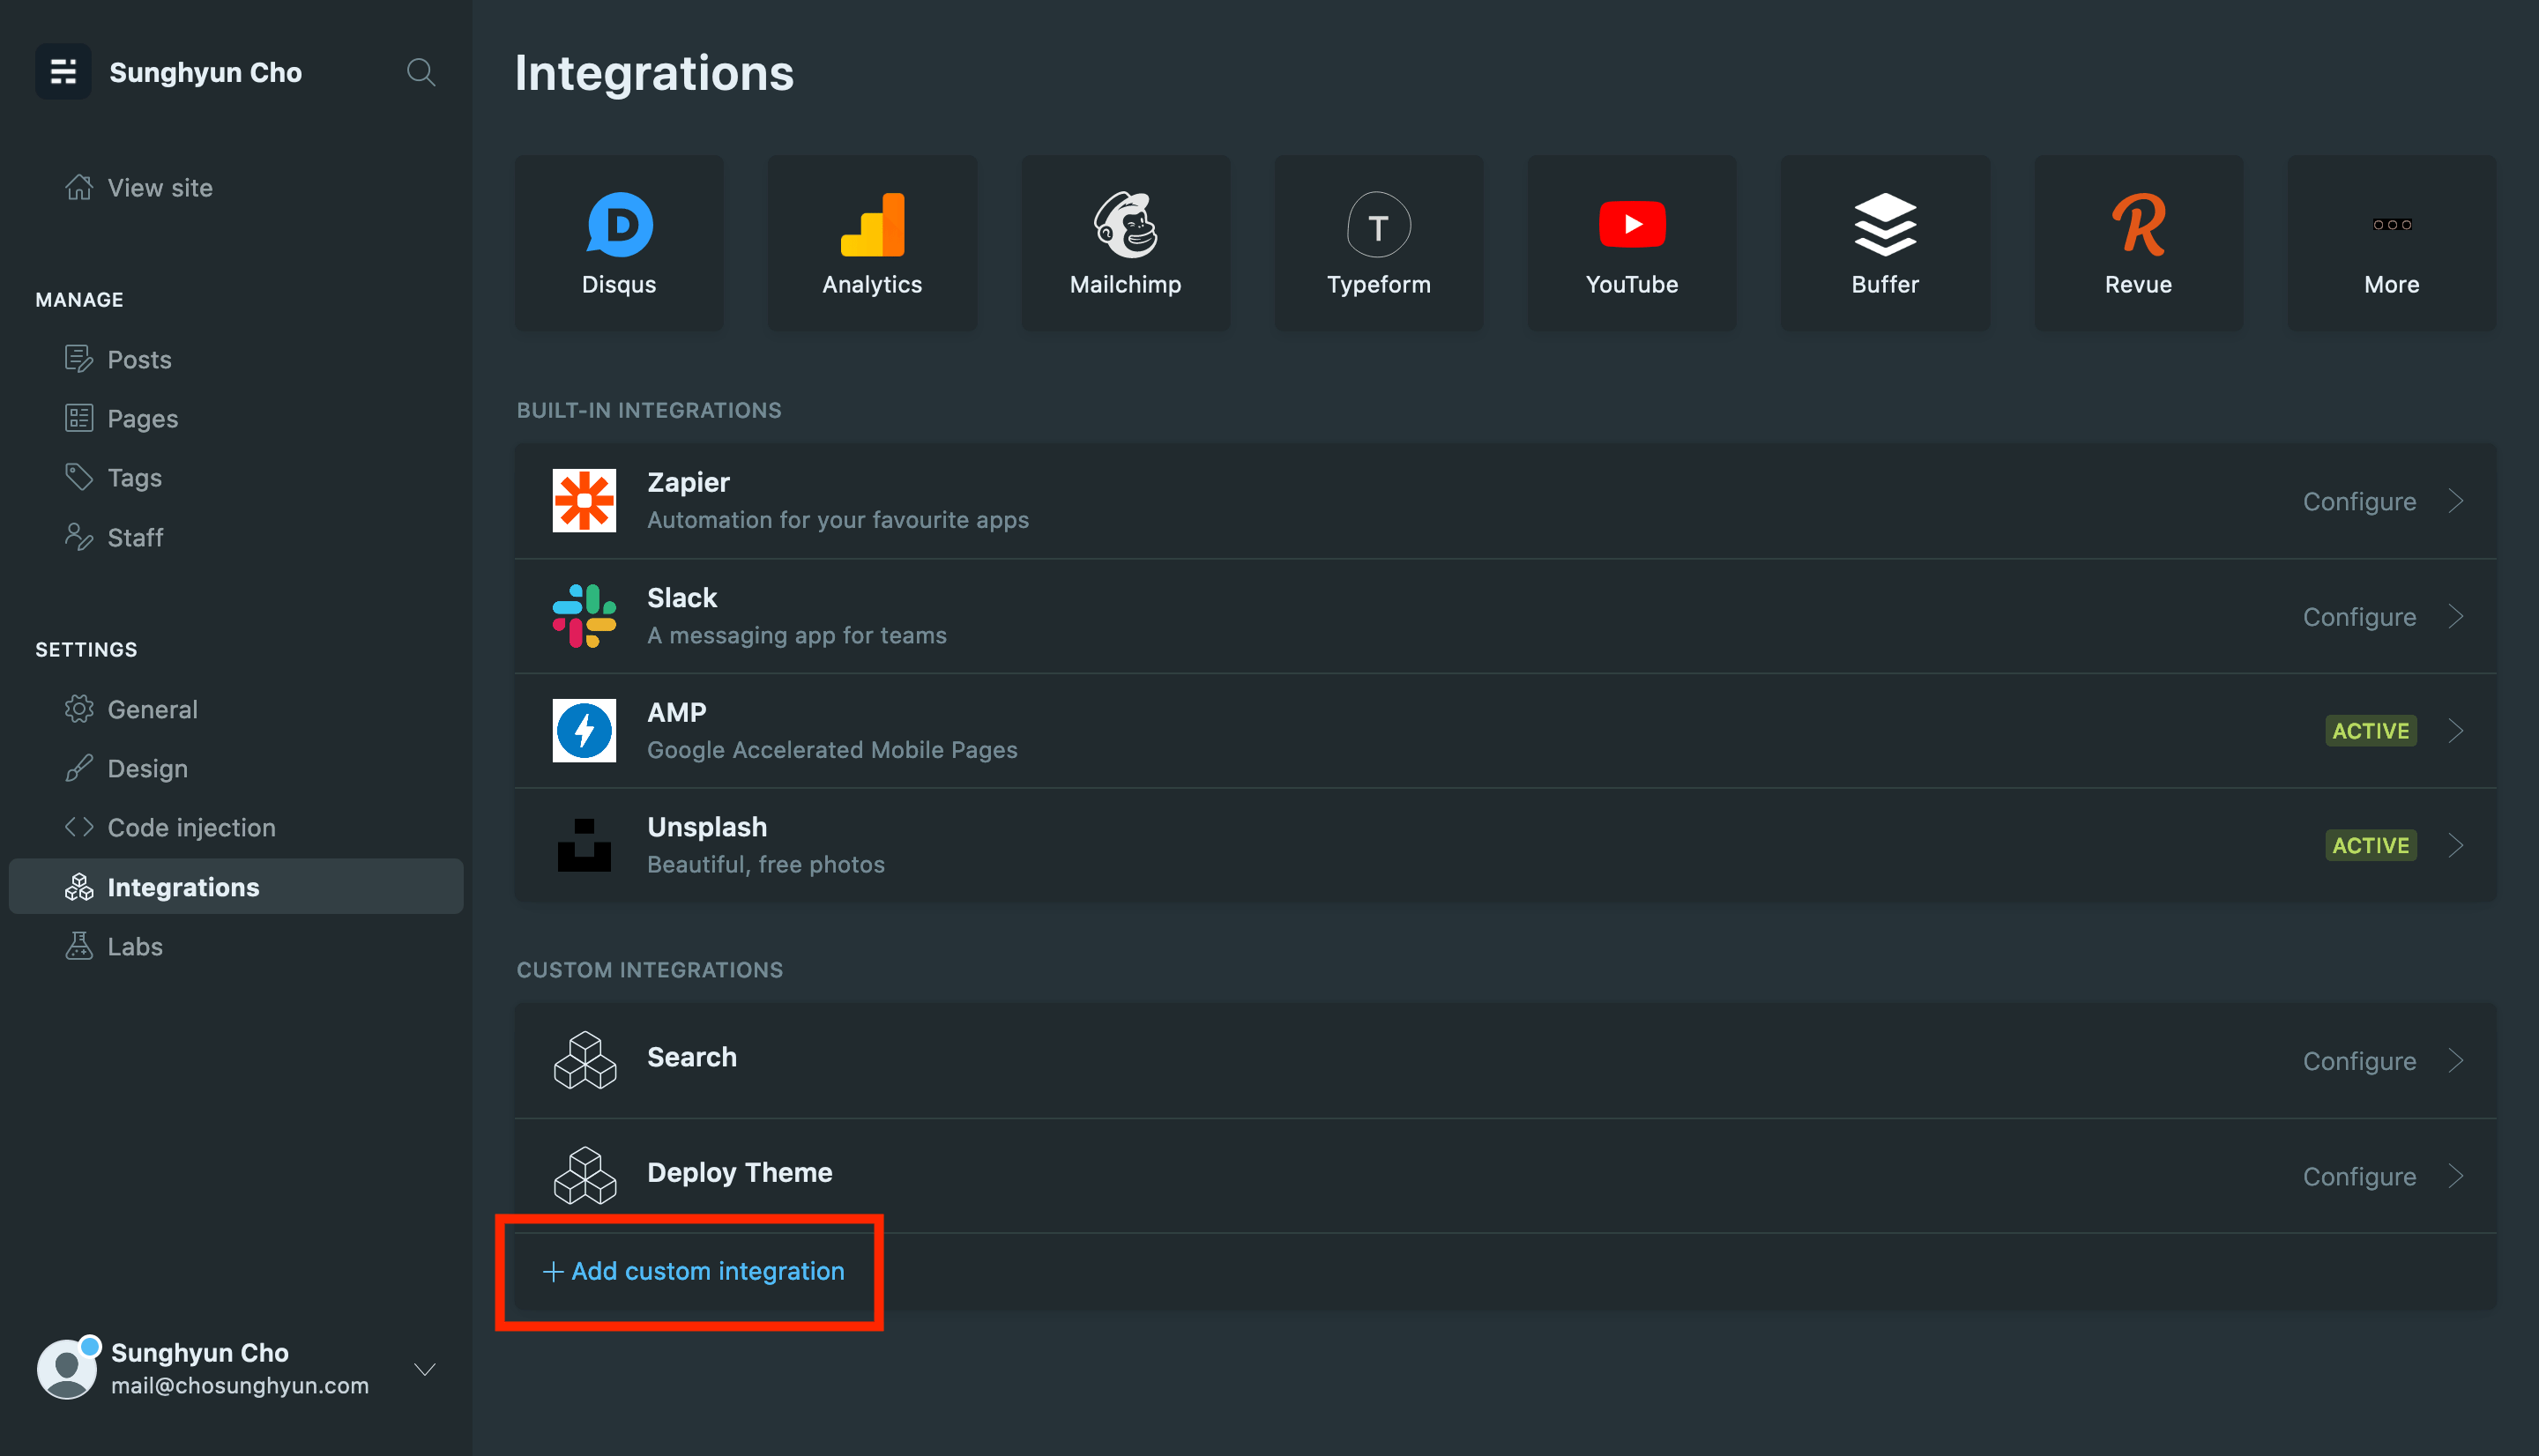 Sunghyun Cho
View site
MANAGE
Posts
Pages
Tags
Staff
SETTINGS
General
Design
Code injection
Integrations
Labs
Sunghyun Cho
mail@chosunghyun.com
Integrations
D
Disqus
Analytics
Mailchimp
T
Typeform
YouTube
Buffer
R
Revue
More
BUILT-IN INTEGRATIONS
Zapier
Automation for your favourite apps
Configure
Slack
A messaging app for teams
Configure
AMP
Google Accelerated Mobile Pages
ACTIVE
Unsplash
Beautiful, free photos
ACTIVE
CUSTOM INTEGRATIONS
Search
Configure
Deploy Theme
Configure
+ Add custom integration